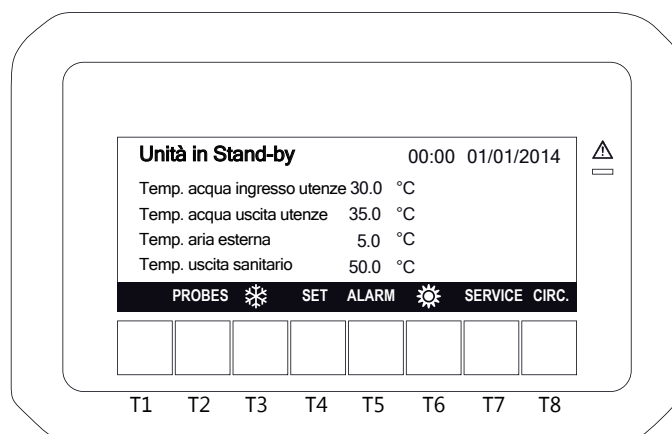 Unità in Stand-by 00:00 01/01/2014
Temp. acqua ingresso utenze 30.0 °C
Temp. acqua uscita utenze 35.0 °C
Temp. aria esterna 5.0 °C
Temp. uscita sanitario 50.0 °C
PROBES SET ALARM SERVICE CIRC.
T1 T2 T3 T4 T5 T6 T7 T8